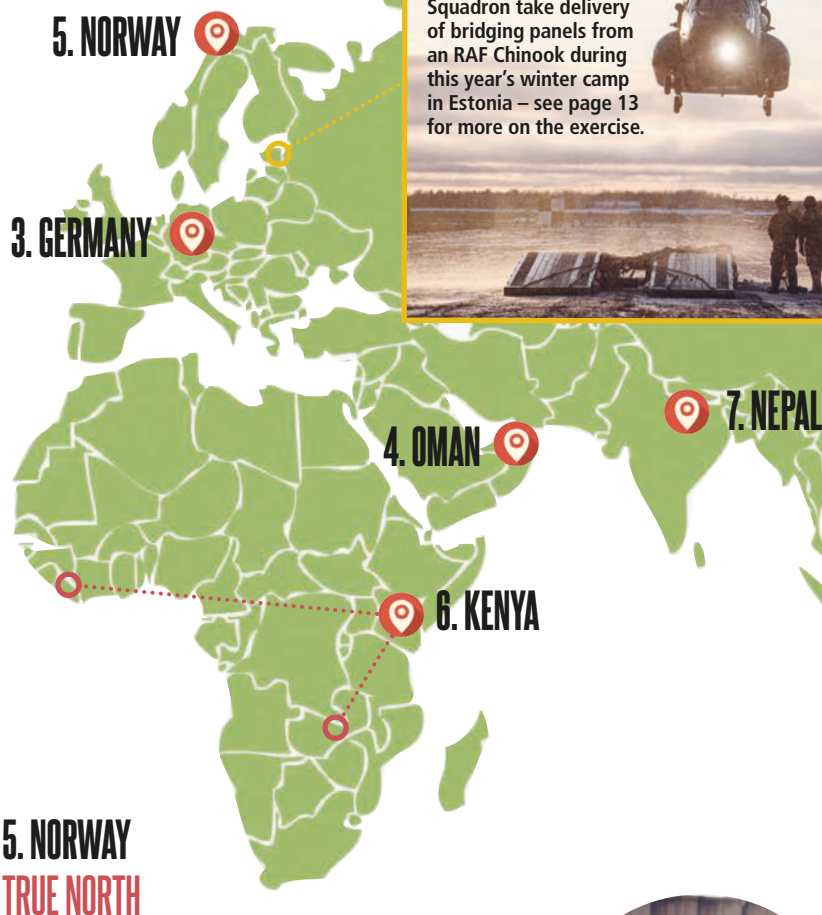 5. NORWAY
Squadron take delivery
of bridging panels from
an RAF Chinook during
this year's winter camp
in Estonia – see page 13
for more on the exercise.
3. GERMANY
7. NEPAL
4. OMAN
6. KENYA
5. NORWAY
TRUE NORTH